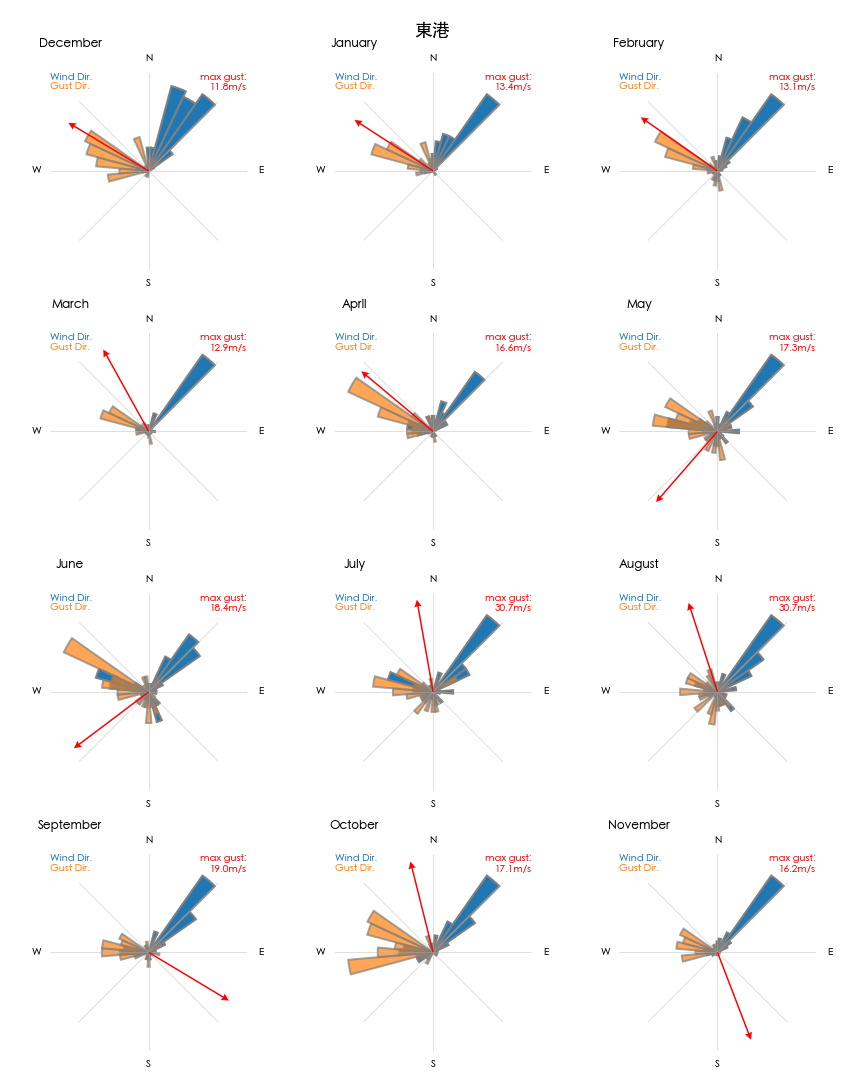 東港
December
N
Wind Dir.
Gust Dir.
max gust:
11.8m/s
W
E
S
January
N
Wind Dir.
Gust Dir.
max gust:
13.4m/s
W
E
S
February
N
Wind Dir.
Gust Dir.
max gust:
13.1m/s
W
E
S
March
N
Wind Dir.
Gust Dir.
max gust:
12.9m/s
W
E
S
April
N
Wind Dir.
Gust Dir.
max gust:
16.6m/s
W
E
S
May
N
Wind Dir.
Gust Dir.
max gust:
17.3m/s
W
E
S
June
N
Wind Dir.
Gust Dir.
max gust:
18.4m/s
W
E
S
July
N
Wind Dir.
Gust Dir.
max gust:
30.7m/s
W
E
S
August
N
Wind Dir.
Gust Dir.
max gust:
30.7m/s
W
E
S
September
N
Wind Dir.
Gust Dir.
max gust:
19.0m/s
W
E
S
October
N
Wind Dir.
Gust Dir.
max gust:
17.1m/s
W
E
S
November
N
Wind Dir.
Gust Dir.
max gust:
16.2m/s
W
E
S